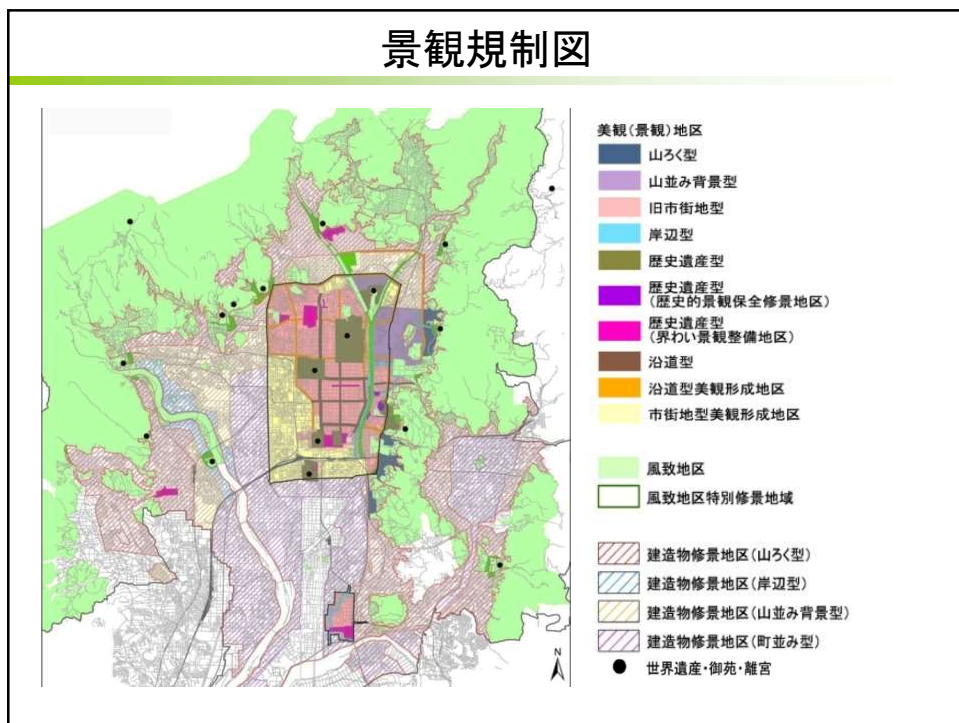 景観規制図
美観(景観)地区
山ろく型
山並み背景型
旧市街地型
岸辺型
歴史遺産型
歴史遺産型
(歴史的景観保全修景地区)
歴史遺産型
(界わい景観整備地区)
沿道型
沿道型美観形成地区
市街地型美観形成地区
風致地区
風致地区特別修景地域
建造物修景地区(山ろく型)
建造物修景地区(岸辺型)
建造物修景地区(山並み背景型)
建造物修景地区(町並み型)
世界遺産・御苑・離宮
N